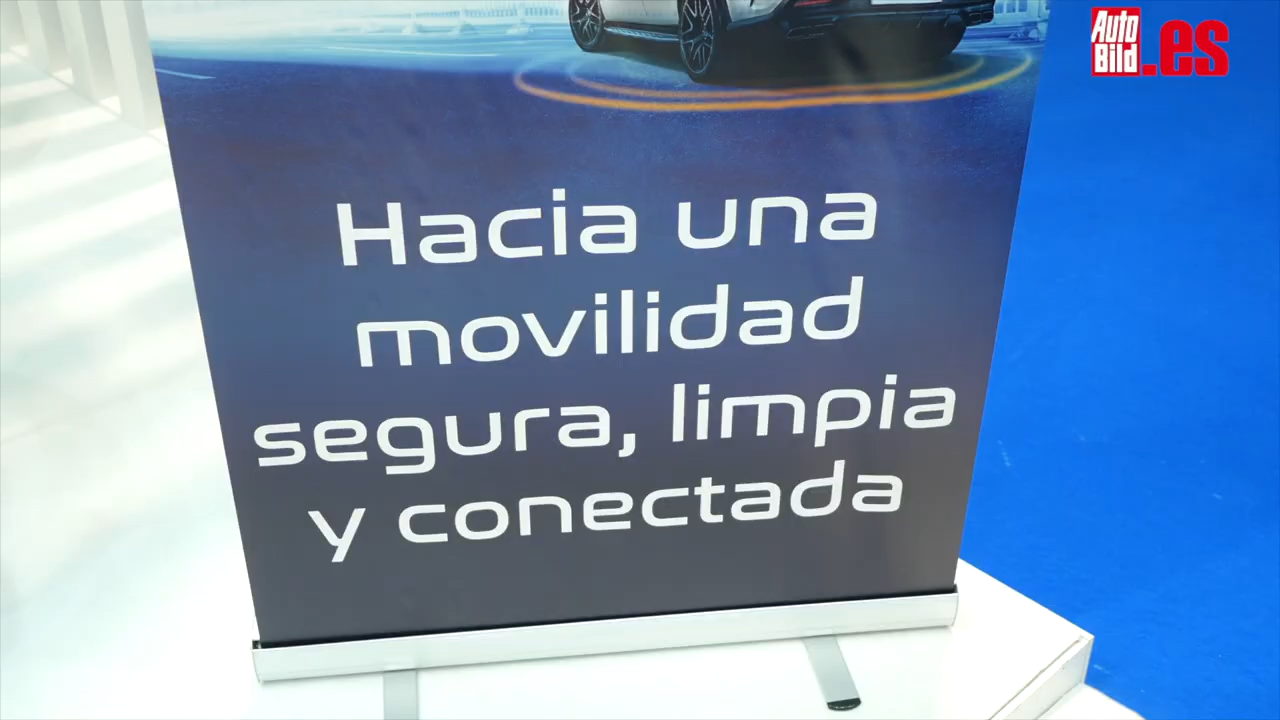 Auto
Bild.es
Hacia una
movilidad
segura, limpia
y conectada